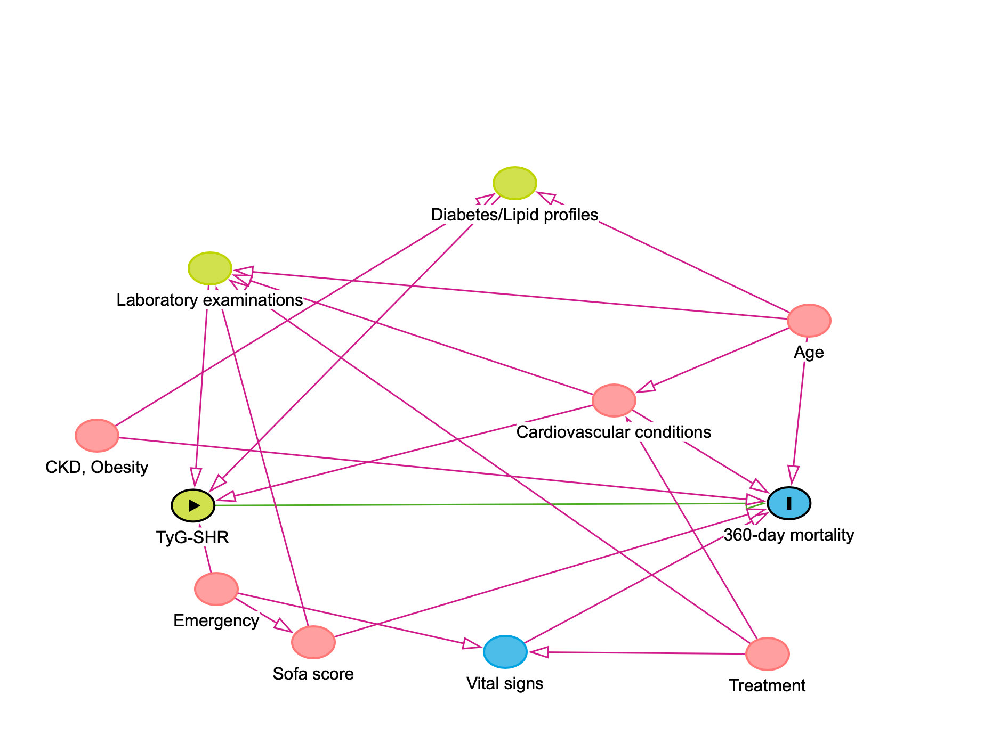 Diabetes/Lipid profiles
Laboratory examinations
Age
Cardiovascular conditions
CKD, Obesity
TyG-SHR
360-day mortality
Emergency
Sofa score
Vital signs
Treatment